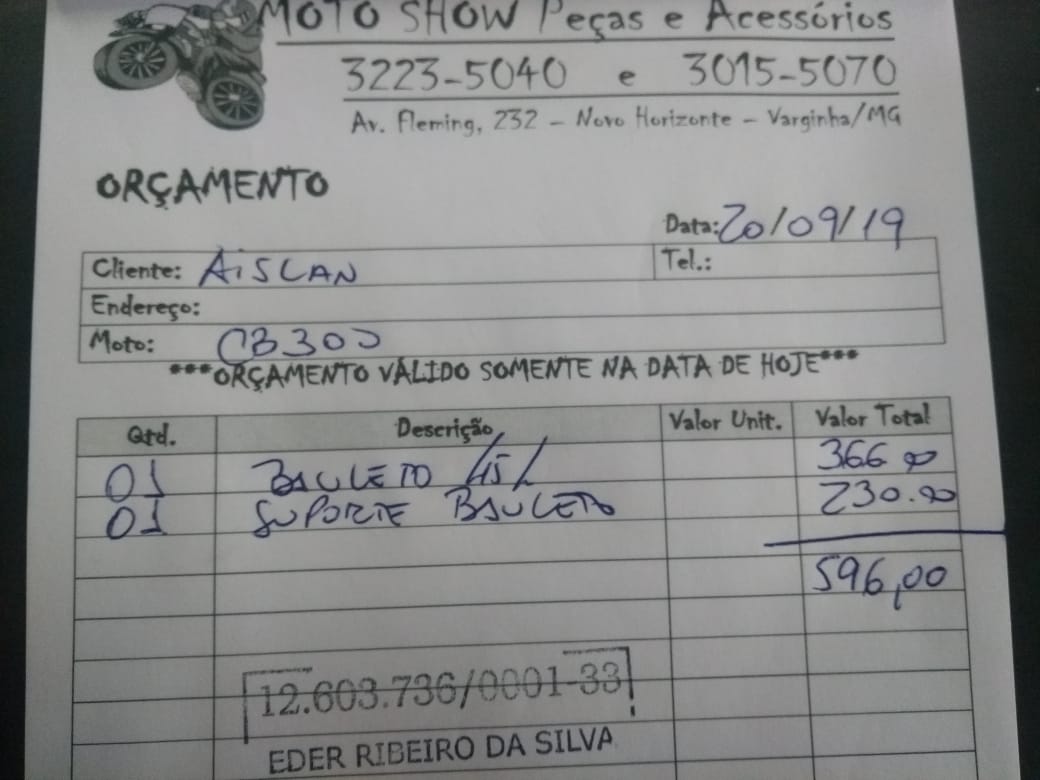 MOTO SHOW Peças e Acessórios
3223-5040 e 3015-5070
Av. Fleming, 232 - Novo Horizonte - Varginha/MG
ORÇAMENTO
Data: 20/09/19
Cliente: AiSLAN Tel.:
Endereço:
Moto: CB300
***ORÇAMENTO VÁLIDO SOMENTE NA DATA DE HOJE***
Qtd. Descrição Valor Unit. Valor Total
01 BAULETO 45L 366 00
01 SUPORTE BAULETO 230.00
596,00
12.603.736/0001-33
EDER RIBEIRO DA SILVA